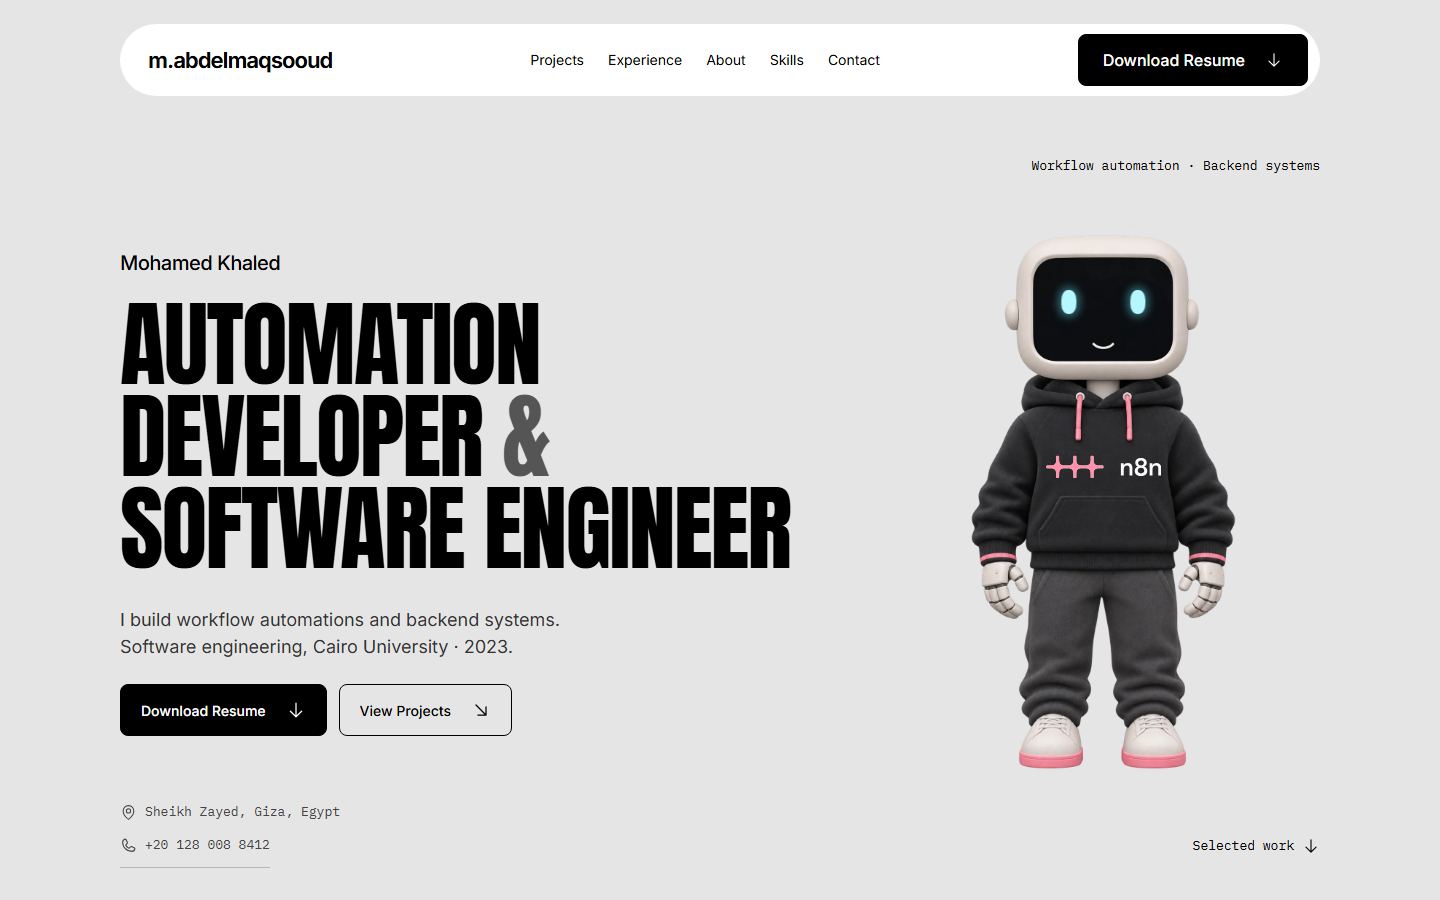 m.abdelmaqsooud
Projects Experience About Skills Contact
Download Resume
Workflow automation · Backend systems
Mohamed Khaled
AUTOMATION
DEVELOPER &
SOFTWARE ENGINEER
n8n
I build workflow automations and backend systems.
Software engineering, Cairo University · 2023.
Download Resume
View Projects
Sheikh Zayed, Giza, Egypt
+20 128 008 8412
Selected work